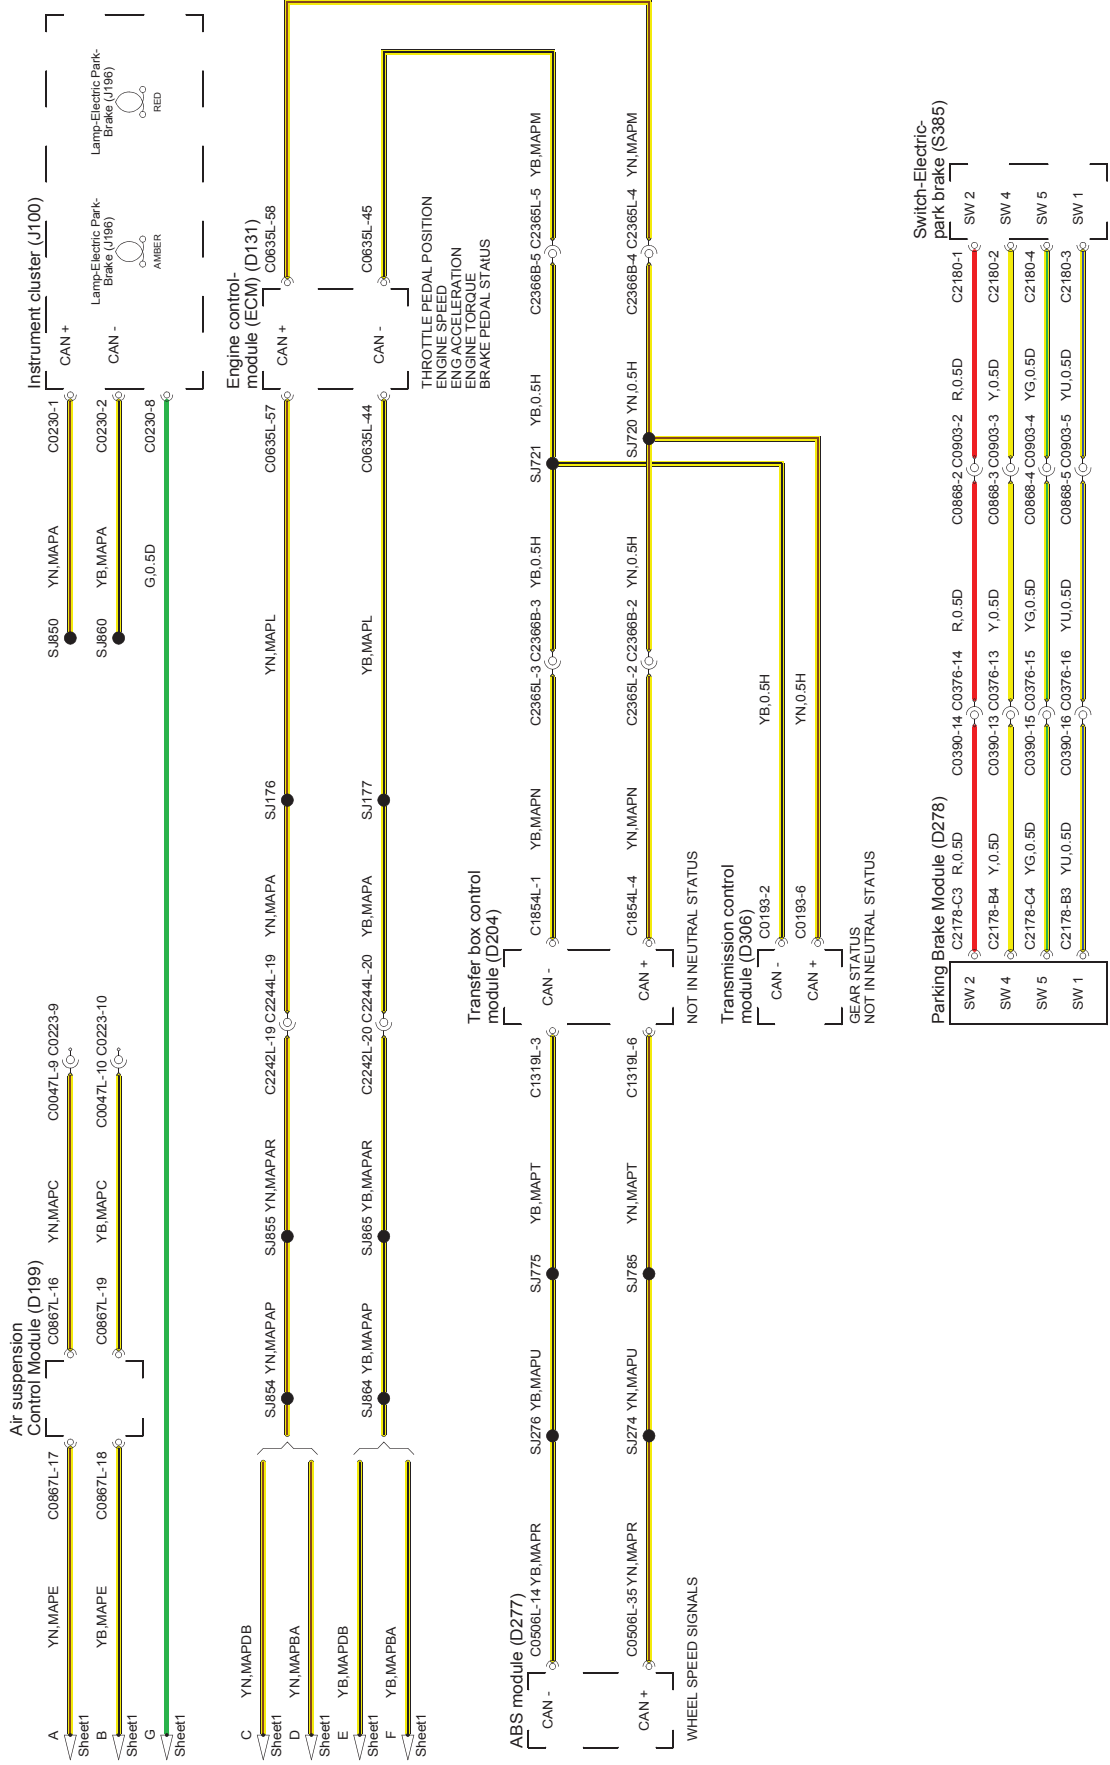 Instrument cluster (J100)
CAN +
CAN -
Lamp-Electric Park-
Brake (J196)
AMBER
Lamp-Electric Park-
Brake (J196)
RED
SJ850
YN,MAPA
C0230-1
SJ860
YB,MAPA
C0230-2
G,0.5D
C0230-8
Air suspension
Control Module (D199)
A
Sheet1
YN,MAPE
C0867L-17
C0867L-16
YN,MAPC
C0047L-9
C0223-9
B
Sheet1
YB,MAPE
C0867L-18
C0867L-19
YB,MAPC
C0047L-10
C0223-10
G
Sheet1
Engine control-
module (ECM) (D131)
CAN +
CAN -
THROTTLE PEDAL POSITION
ENGINE SPEED
ENG ACCELERATION
ENGINE TORQUE
BRAKE PEDAL STAtUS
C
Sheet1
YN,MAPDB
D
Sheet1
YN,MAPBA
SJ854
YN,MAPAP
SJ855
YN,MAPAR
C2242L-19
C2244L-19
YN,MAPA
SJ176
YN,MAPL
C0635L-57
C0635L-58
E
Sheet1
YB,MAPDB
F
Sheet1
YB,MAPBA
SJ864
YB,MAPAP
SJ865
YB,MAPAR
C2242L-20
C2244L-20
YB,MAPA
SJ177
YB,MAPL
C0635L-44
C0635L-45
ABS module (D277)
CAN -
CAN +
WHEEL SPEED SIGNALS
C0506L-14
YB,MAPR
SJ276
YB,MAPU
SJ775
YB,MAPT
C1319L-3
C0506L-35
YN,MAPR
SJ274
YN,MAPU
SJ785
YN,MAPT
C1319L-6
Transfer box control
module (D204)
CAN -
CAN +
NOT IN NEUTRAL STATUS
C1854L-1
YB,MAPN
C2365L-3
C2366B-3
YB,0.5H
SJ721
YB,0.5H
C2366B-5
C2365L-5
YB,MAPM
C1854L-4
YN,MAPN
C2365L-2
C2366B-2
YN,0.5H
SJ720
YN,0.5H
C2366B-4
C2365L-4
YN,MAPM
Transmission control
module (D306)
CAN -
CAN +
GEAR STATUS
NOT IN NEUTRAL STATUS
C0193-2
YB,0.5H
C0193-6
YN,0.5H
Parking Brake Module (D278)
Switch-Electric-
park brake (S385)
SW 2
C2178-C3
R,0.5D
C0390-14
C0376-14
R,0.5D
C0868-2
C0903-2
R,0.5D
C2180-1
SW 2
SW 4
C2178-B4
Y,0.5D
C0390-13
C0376-13
Y,0.5D
C0868-3
C0903-3
Y,0.5D
C2180-2
SW 4
SW 5
C2178-C4
YG,0.5D
C0390-15
C0376-15
YG,0.5D
C0868-4
C0903-4
YG,0.5D
C2180-4
SW 5
SW 1
C2178-B3
YU,0.5D
C0390-16
C0376-16
YU,0.5D
C0868-5
C0903-5
YU,0.5D
C2180-3
SW 1